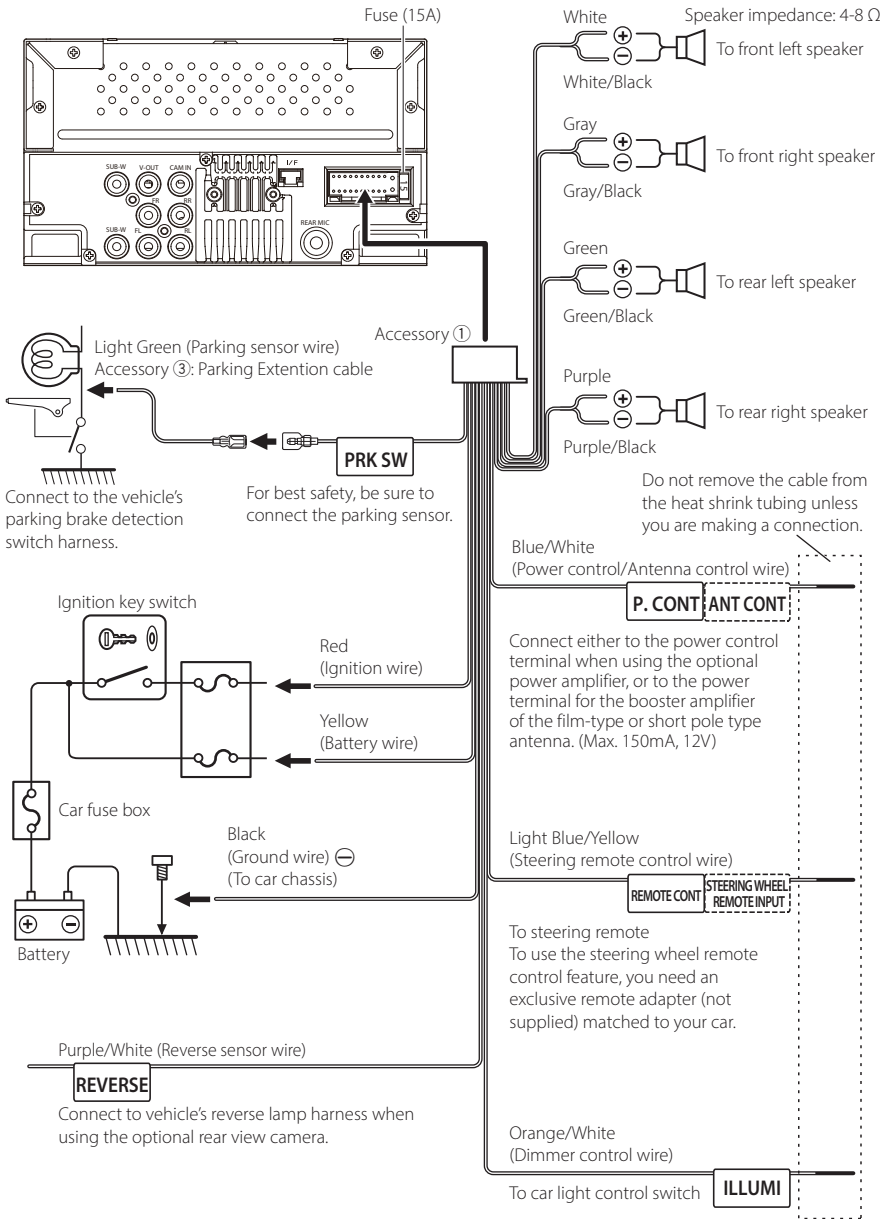 Fuse (15A)
White
Speaker impedance: 4-8 Ω
⊕
⊖
To front left speaker
White/Black
Gray
⊕
⊖
To front right speaker
Gray/Black
Green
⊕
⊖
To rear left speaker
Green/Black
Purple
⊕
⊖
To rear right speaker
Purple/Black
SUB-W
V-OUT
CAM IN
I/F
FR
RR
SUB-W
FL
RL
REAR MIC
15
Accessory ①
Light Green (Parking sensor wire)
Accessory ③: Parking Extention cable
PRK SW
Connect to the vehicle’s
parking brake detection
switch harness.
For best safety, be sure to
connect the parking sensor.
Do not remove the cable from
the heat shrink tubing unless
you are making a connection.
Blue/White
(Power control/Antenna control wire)
P. CONT
ANT CONT
Connect either to the power control
terminal when using the optional
power amplifier, or to the power
terminal for the booster amplifier
of the film-type or short pole type
antenna. (Max. 150mA, 12V)
Ignition key switch
Red
(Ignition wire)
Yellow
(Battery wire)
Car fuse box
Black
(Ground wire) ⊖
(To car chassis)
⊕
⊖
Battery
Light Blue/Yellow
(Steering remote control wire)
REMOTE CONT
STEERING WHEEL
REMOTE INPUT
To steering remote
To use the steering wheel remote
control feature, you need an
exclusive remote adapter (not
supplied) matched to your car.
Purple/White (Reverse sensor wire)
REVERSE
Connect to vehicle’s reverse lamp harness when
using the optional rear view camera.
Orange/White
(Dimmer control wire)
To car light control switch
ILLUMI